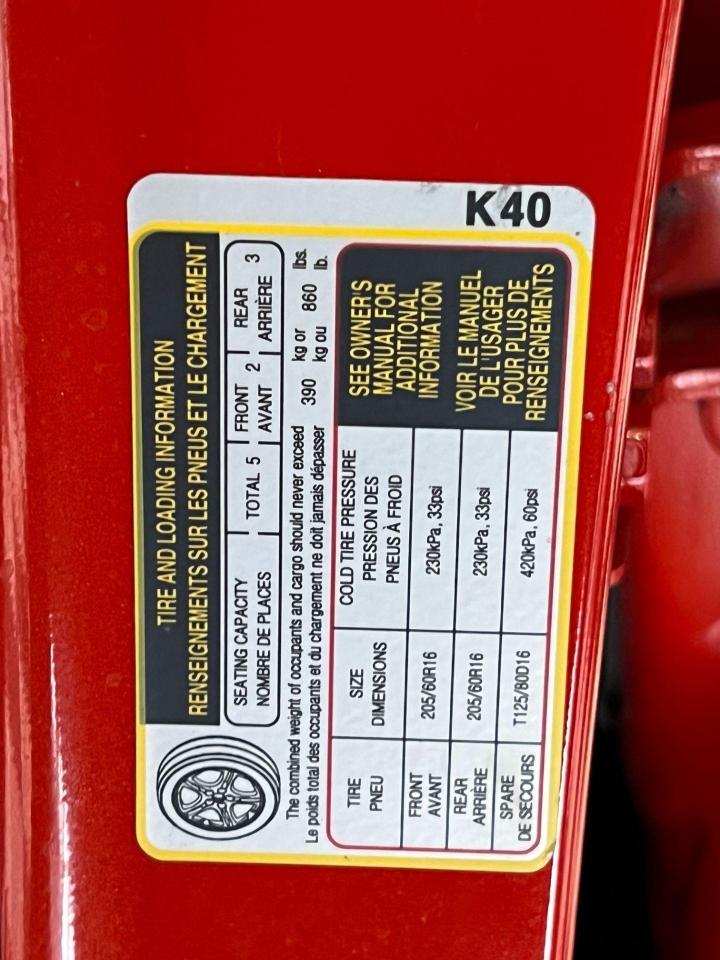 K40
TIRE AND LOADING INFORMATION
RENSEIGNEMENTS SUR LES PNEUS ET LE CHARGEMENT
SEATING CAPACITY
NOMBRE DE PLACES
TOTAL 5
FRONT
AVANT
2
REAR
ARRIÈRE
3
The combined weight of occupants and cargo should never exceed 390 kg or 860 lbs.
Le poids total des occupants et du chargement ne doit jamais dépasser kg ou lb.
TIRE
PNEU
SIZE
DIMENSIONS
COLD TIRE PRESSURE
PRESSION DES
PNEUS À FROID
FRONT
AVANT
205/60R16
230kPa, 33psi
REAR
ARRIÈRE
205/60R16
230kPa, 33psi
SPARE
DE SECOURS
T125/80D16
420kPa, 60psi
SEE OWNER'S
MANUAL FOR
ADDITIONAL
INFORMATION
VOIR LE MANUEL
DE L'USAGER
POUR PLUS DE
RENSEIGNEMENTS